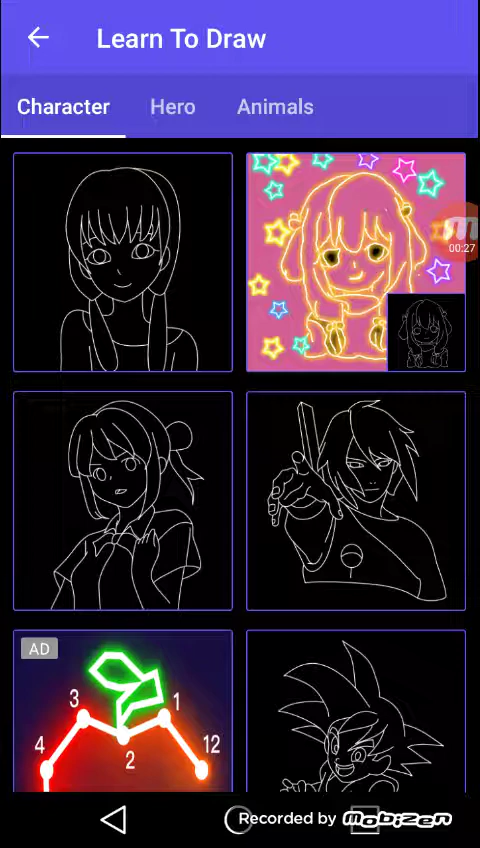 Learn To Draw
Character Hero Animals
00:27
AD
3 1
4 2 12
Recorded by Mobizen